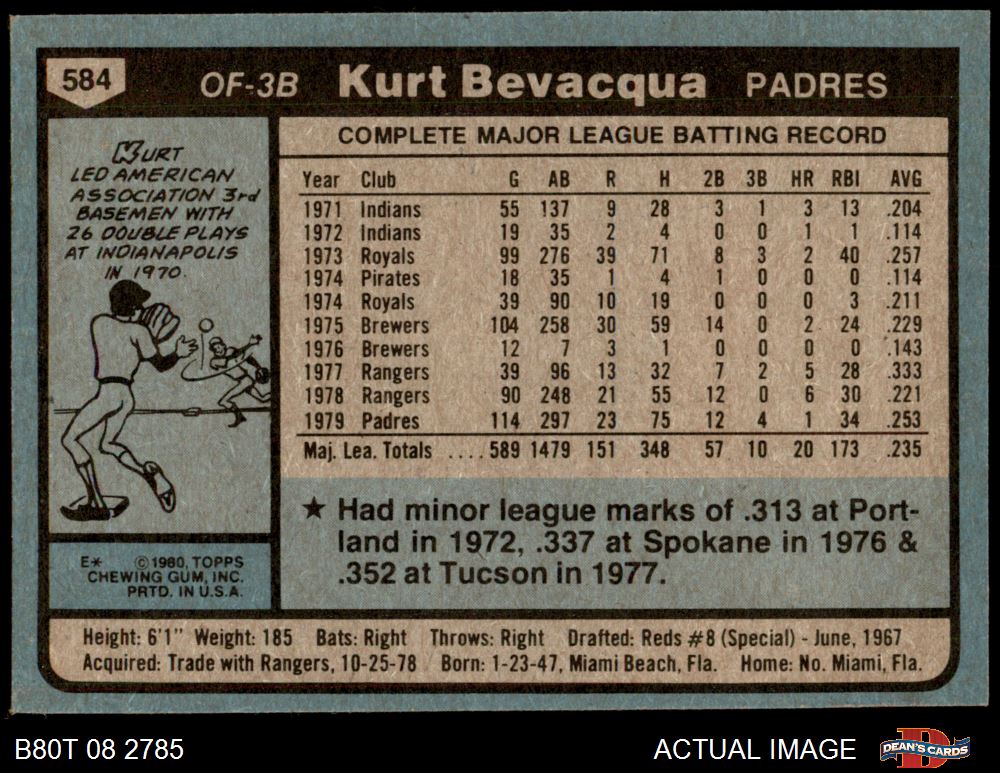 584 OF-3B Kurt Bevacqua PADRES
KURT
LED AMERICAN
ASSOCIATION 3rd
BASEMEN WITH
26 DOUBLE PLAYS
AT INDIANAPOLIS
IN 1970.
E* ©1980, TOPPS
CHEWING GUM, INC.
PRTD. IN U.S.A.
COMPLETE MAJOR LEAGUE BATTING RECORD
Year Club G AB R H 2B 3B HR RBI AVG
1971 Indians 55 137 9 28 3 1 3 13 .204
1972 Indians 19 35 2 4 0 0 1 1 .114
1973 Royals 99 276 39 71 8 3 2 40 .257
1974 Pirates 18 35 1 4 1 0 0 0 .114
1974 Royals 39 90 10 19 0 0 0 3 .211
1975 Brewers 104 258 30 59 14 0 2 24 .229
1976 Brewers 12 7 3 1 0 0 0 0 .143
1977 Rangers 39 96 13 32 7 2 5 28 .333
1978 Rangers 90 248 21 55 12 0 6 30 .221
1979 Padres 114 297 23 75 12 4 1 34 .253
Maj. Lea. Totals ....589 1479 151 348 57 10 20 173 .235
★ Had minor league marks of .313 at Port-
land in 1972, .337 at Spokane in 1976 &
.352 at Tucson in 1977.
Height: 6'1" Weight: 185 Bats: Right Throws: Right Drafted: Reds #8 (Special) - June, 1967
Acquired: Trade with Rangers, 10-25-78 Born: 1-23-47, Miami Beach, Fla. Home: No. Miami, Fla.
B80T 08 2785 ACTUAL IMAGE DEAN'S CARDS